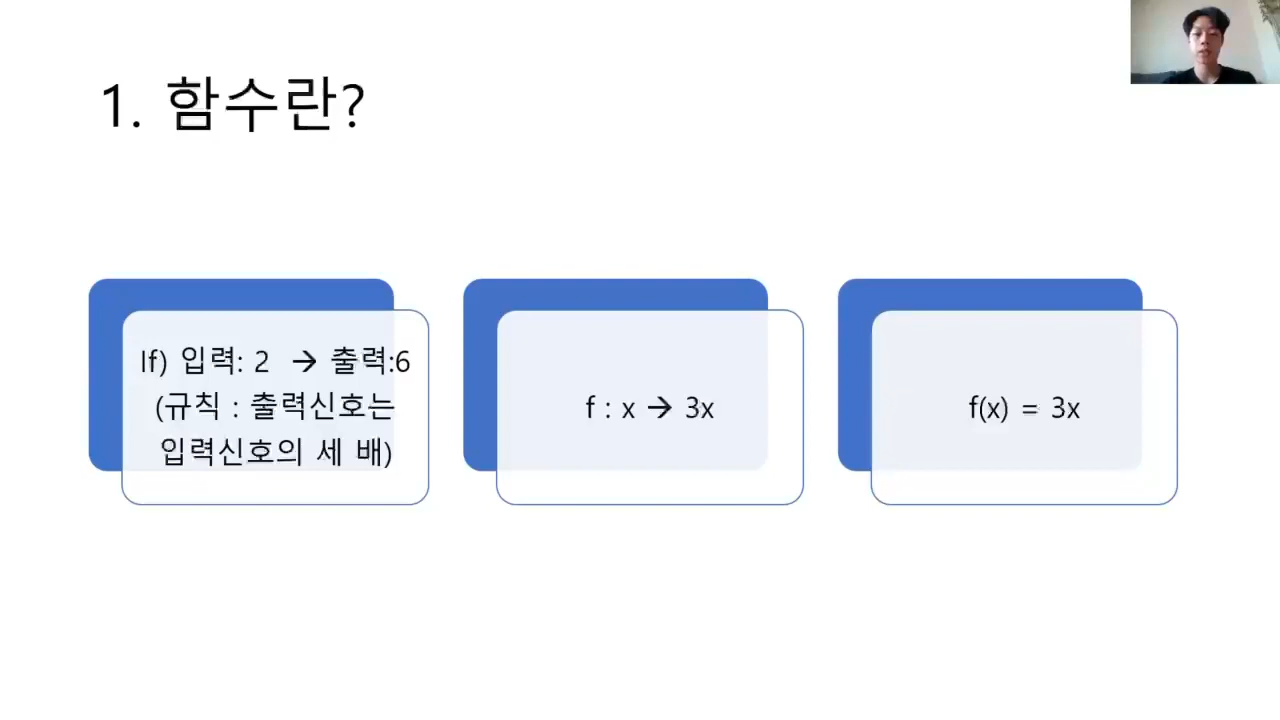 1. 함수란?
If) 입력: 2 → 출력:6
(규칙 : 출력신호는
입력신호의 세 배)
f : x → 3x
f(x) = 3x